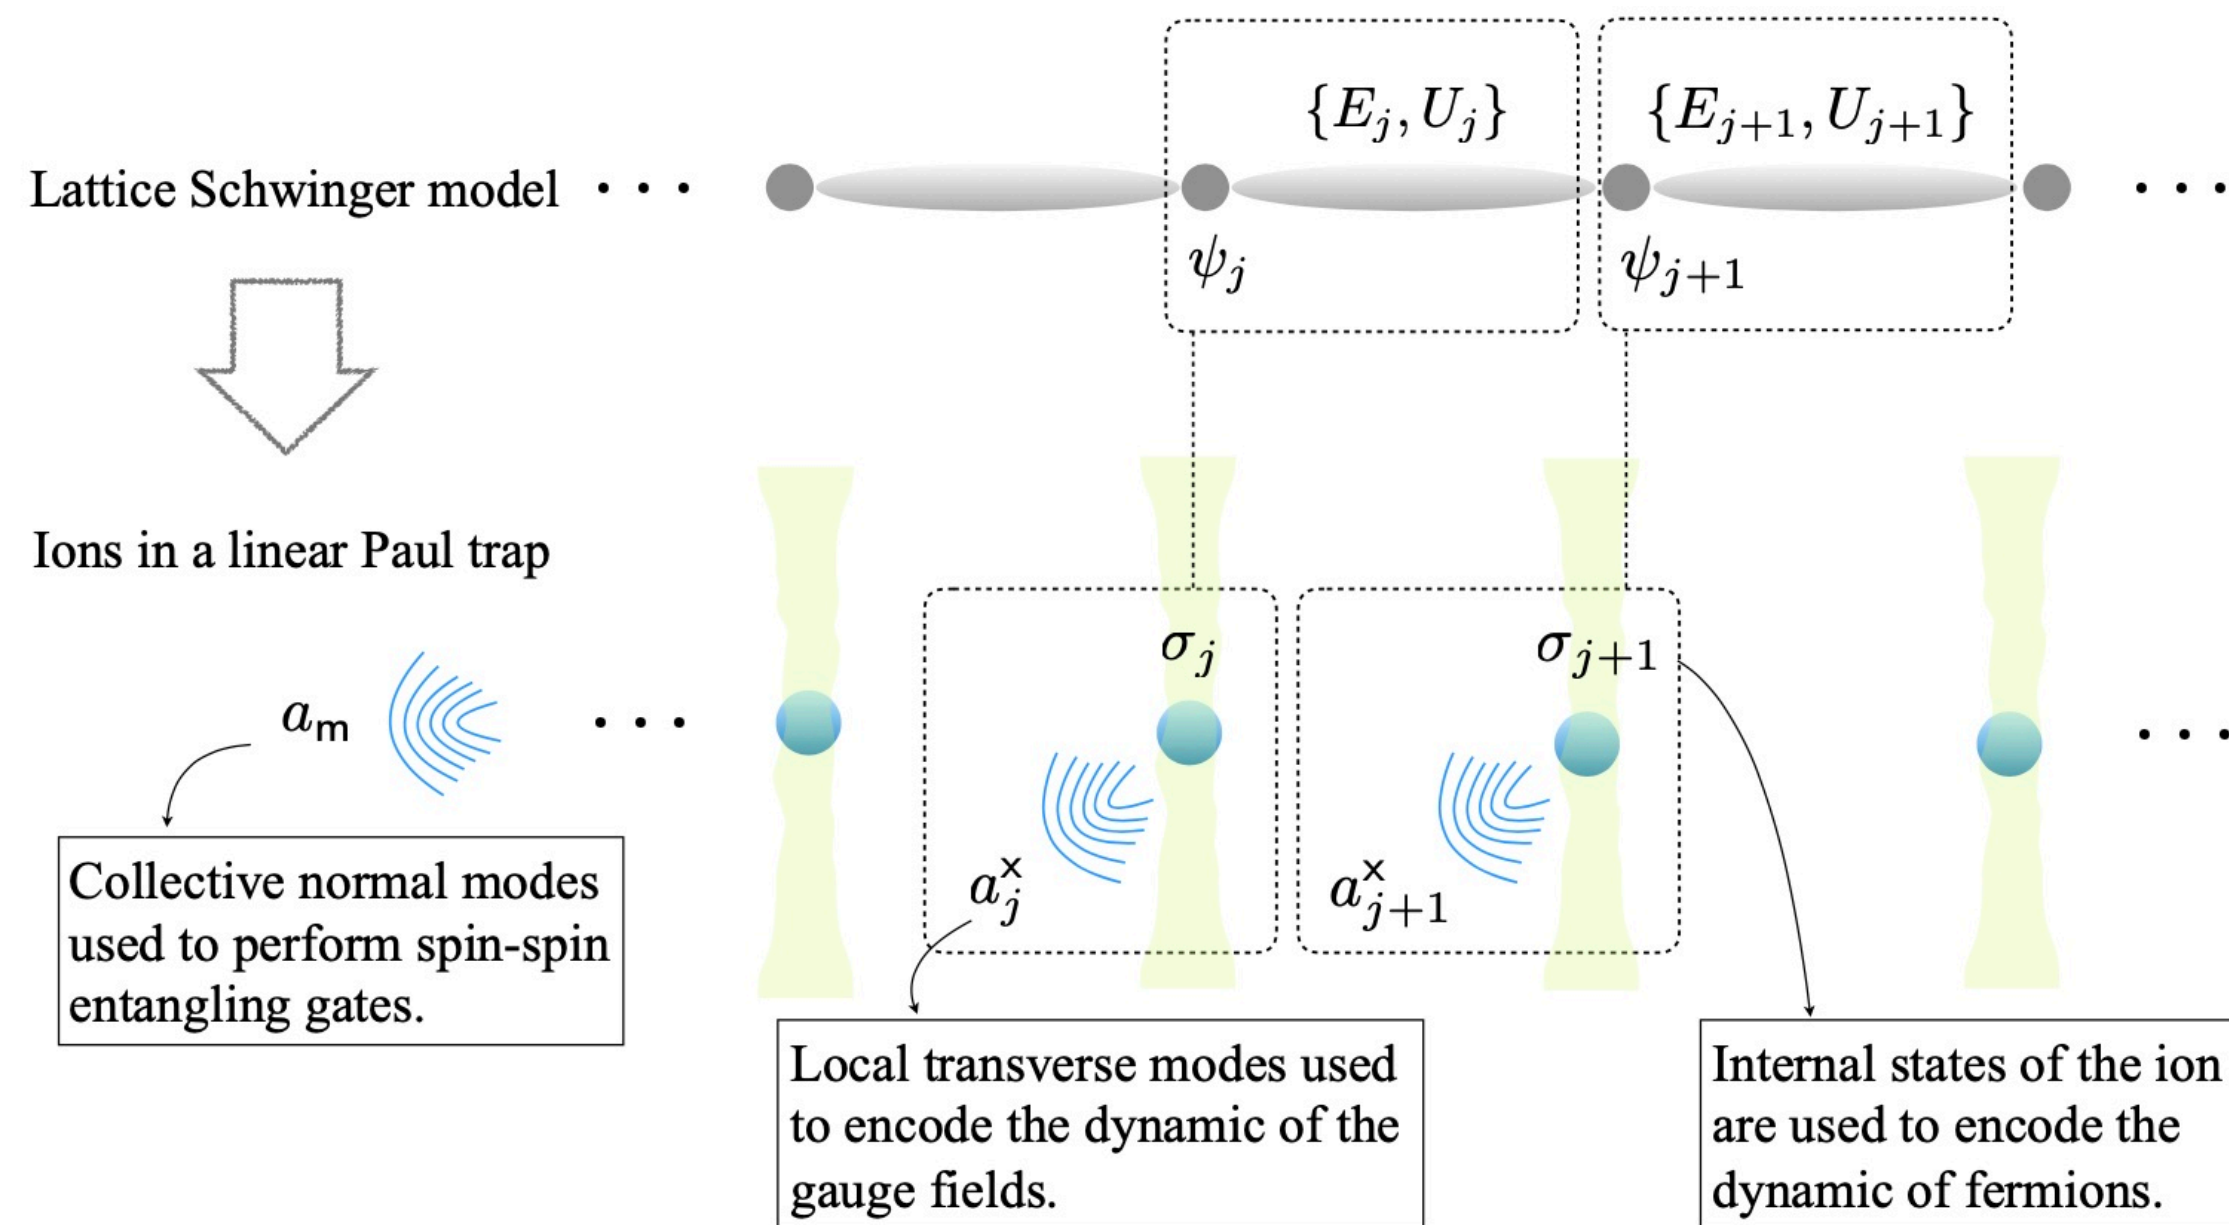 {E_j, U_j} {E_{j+1}, U_{j+1}}
Lattice Schwinger model · · · · · ·
ψ_j ψ_{j+1}
Ions in a linear Paul trap
σ_j σ_{j+1}
a_m · · · · · ·
a_j^x a_{j+1}^x
Collective normal modes
used to perform spin-spin
entangling gates.
Local transverse modes used
to encode the dynamic of the
gauge fields.
Internal states of the ion
are used to encode the
dynamic of fermions.